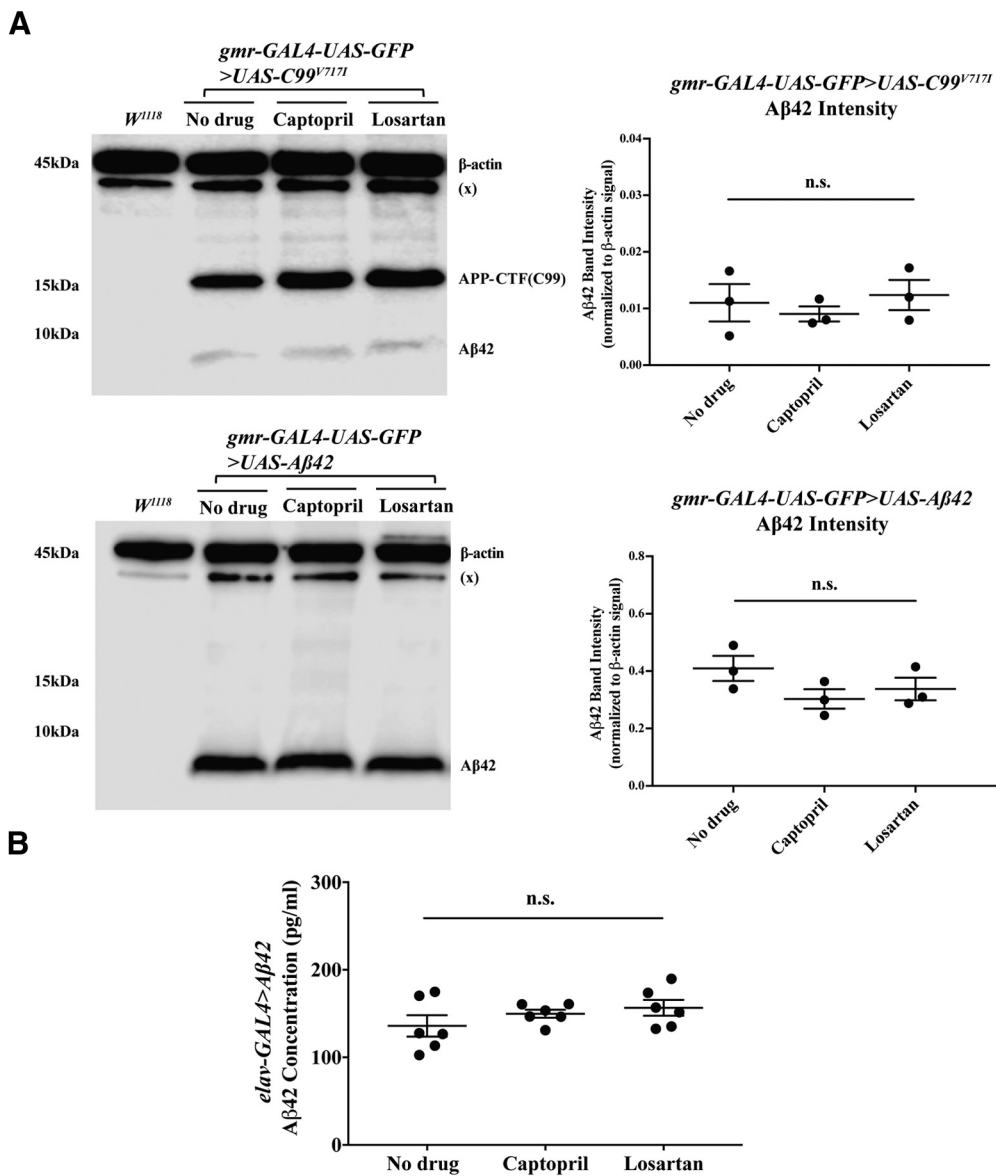 A
gmr-GAL4-UAS-GFP
>UAS-C99V717I
W1118 No drug Captopril Losartan
45kDa
β-actin
(x)
15kDa
APP-CTF(C99)
10kDa
Aβ42
gmr-GAL4-UAS-GFP>UAS-C99V717I
Aβ42 Intensity
Aβ42 Band Intensity
(normalized to β-actin signal)
0.04
0.03
0.02
0.01
0.00
n.s.
No drug
Captopril
Losartan
gmr-GAL4-UAS-GFP
>UAS-Aβ42
W1118 No drug Captopril Losartan
45kDa
β-actin
(x)
15kDa
10kDa
Aβ42
gmr-GAL4-UAS-GFP>UAS-Aβ42
Aβ42 Intensity
Aβ42 Band Intensity
(normalized to β-actin signal)
0.8
0.6
0.4
0.2
0.0
n.s.
No drug
Captopril
Losartan
B
elav-GAL4>Aβ42
Aβ42 Concentration (pg/ml)
300
200
100
0
n.s.
No drug Captopril Losartan